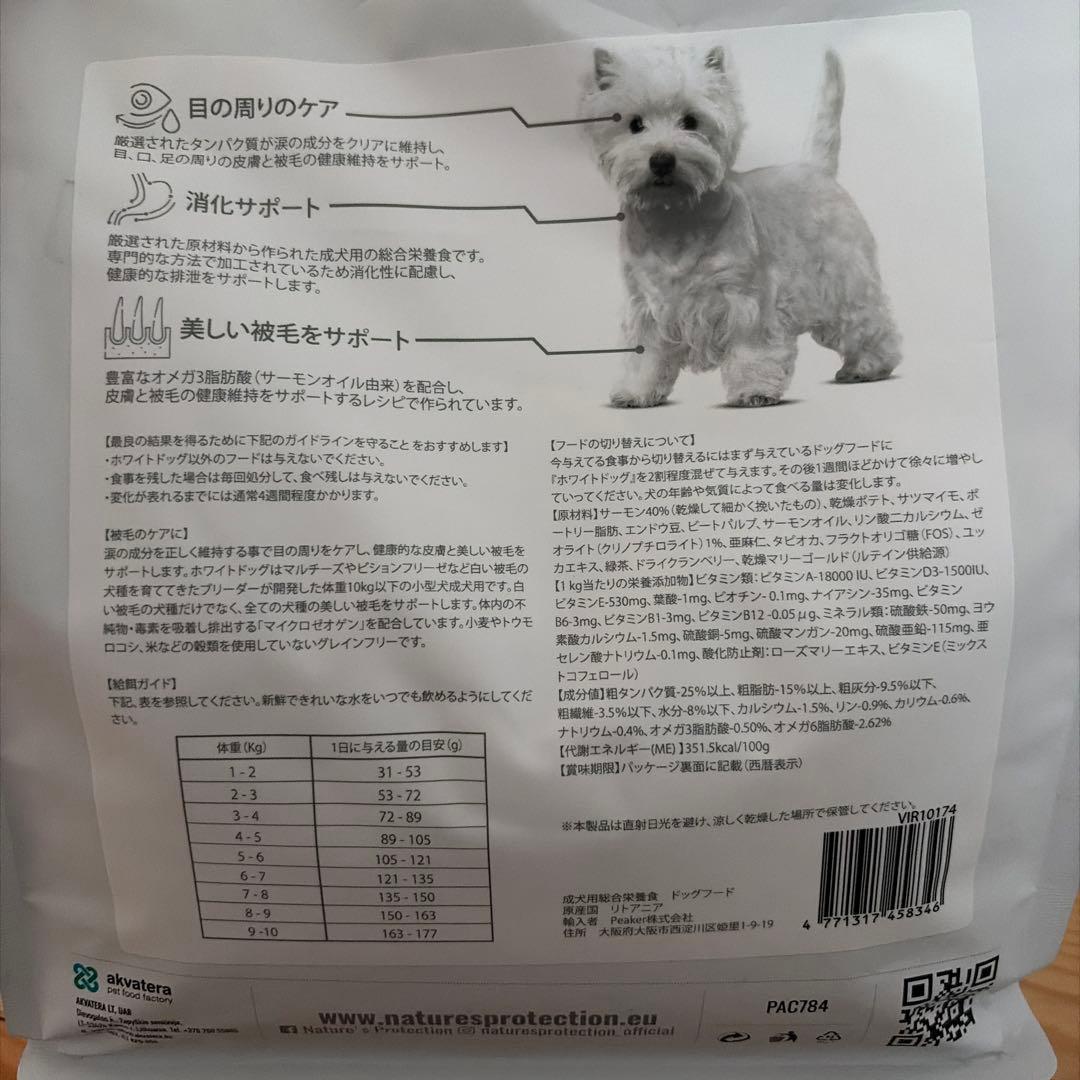 目の周りのケア
厳選されたタンパク質が涙の成分をクリアに維持し、
目、口、足の周りの皮膚と被毛の健康維持をサポート。
消化サポート
厳選された原材料から作られた成犬用の総合栄養食です。
専門的な方法で加工されているため消化性に配慮し、
健康的な排泄をサポートします。
美しい被毛をサポート
豊富なオメガ3脂肪酸（サーモンオイル由来）を配合し、
皮膚と被毛の健康維持をサポートするレシピで作られています。
【最良の結果を得るために下記のガイドラインを守ること をおすすめします】
・ホワイトドッグ以外のフードは与えないでください。
・食事を残した場合は毎回処分して、食べ残しは与えないでください。
・変化が表れるまでには通常4週間程度かかります。
【被毛のケアに】
涙の成分を正しく維持する事で目の周りをケアし、健康的な皮膚と美しい被毛を
サポートします。ホワイトドッグはマルチーズやビションフリーゼなど白い被毛の
犬種を育ててきたブリーダーが開発した体重10kg以下の小型犬成犬用です。白
い被毛の犬種だけでなく、全ての犬種の美しい被毛をサポートします。体内の不
純物・毒素を吸着し排出する「マイクロゼオゲン」を配合しています。小麦やトウモ
ロコシ、米などの穀類を使用していないグレインフリーです。
【給餌ガイド】
下記、表を参照してください。新鮮できれいな水をいつでも飲めるようにしてくだ
さい。
体重（Kg） 1日に与える量の目安（g）
1 - 2 31 - 53
2 - 3 53 - 72
3 - 4 72 - 89
4 - 5 89 - 105
5 - 6 105 - 121
6 - 7 121 - 135
7 - 8 135 - 150
8 - 9 150 - 163
9 -10 163 - 177
【フードの切り替えについて】
今与えてる食事から切り替えるにはまず与えているドッグフードに
『ホワイトドッグ』を2割程度混ぜて与えます。その後1週間ほどかけて徐々に増やし
ていってください。犬の年齢や気質によって食べる量は変化します。
【原材料】サーモン40%（乾燥して細かく挽いたもの）、乾燥ポテト、サツマイモ、ポ
ートリー脂肪、エンドウ豆、ビートパルプ、サーモンオイル、リン酸二カルシウム、ゼ
オライト（クリノプチロライト）1%、亜麻仁、タピオカ、フラクトオリゴ糖（FOS）、ユッ
カエキス、緑茶、ドライクランベリー、乾燥マリーゴールド（ルテイン供給源）
【1 kg当たりの栄養添加物】ビタミン類：ビタミンA-18000 IU、ビタミンD3-1500IU、
ビタミンE-530mg、葉酸-1mg、ビオチン- 0.1mg、ナイアシン-35mg、ビタミン
B6-3mg、ビタミンB1-3mg、ビタミンB12 -0.05μg、ミネラル類：硫酸鉄-50mg、ヨウ
素酸カルシウム-1.5mg、硫酸銅-5mg、硫酸マンガン-20mg、硫酸亜鉛-115mg、亜
セレン酸ナトリウム-0.1mg、酸化防止剤：ローズマリーエキス、ビタミンE（ミックス
トコフェロール）
【成分値】粗タンパク質-25%以上、粗脂肪-15%以上、粗灰分-9.5%以下、
粗繊維-3.5%以下、水分-8%以下、カルシウム-1.5%、リン-0.9%、カリウム-0.6%、
ナトリウム-0.4%、オメガ3脂肪酸-0.50%、オメガ6脂肪酸-2.62%
【代謝エネルギー(ME) 】351.5kcal/100g
【賞味期限】パッケージ裏面に記載（西暦表示）
※本製品は直射日光を避け、涼しく乾燥した場所で保管してください。
VIR10174
4 771317 458346
成犬用総合栄養食 ドッグフード
原産国 リトアニア
輸入者 Peaker株式会社
住所 大阪府大阪市西淀川区姫里1-9-19
akvatera
pet food factory
AKVATERA LT, UAB
www.naturesprotection.eu
Nature's Protection naturesprotection_official
PAC784